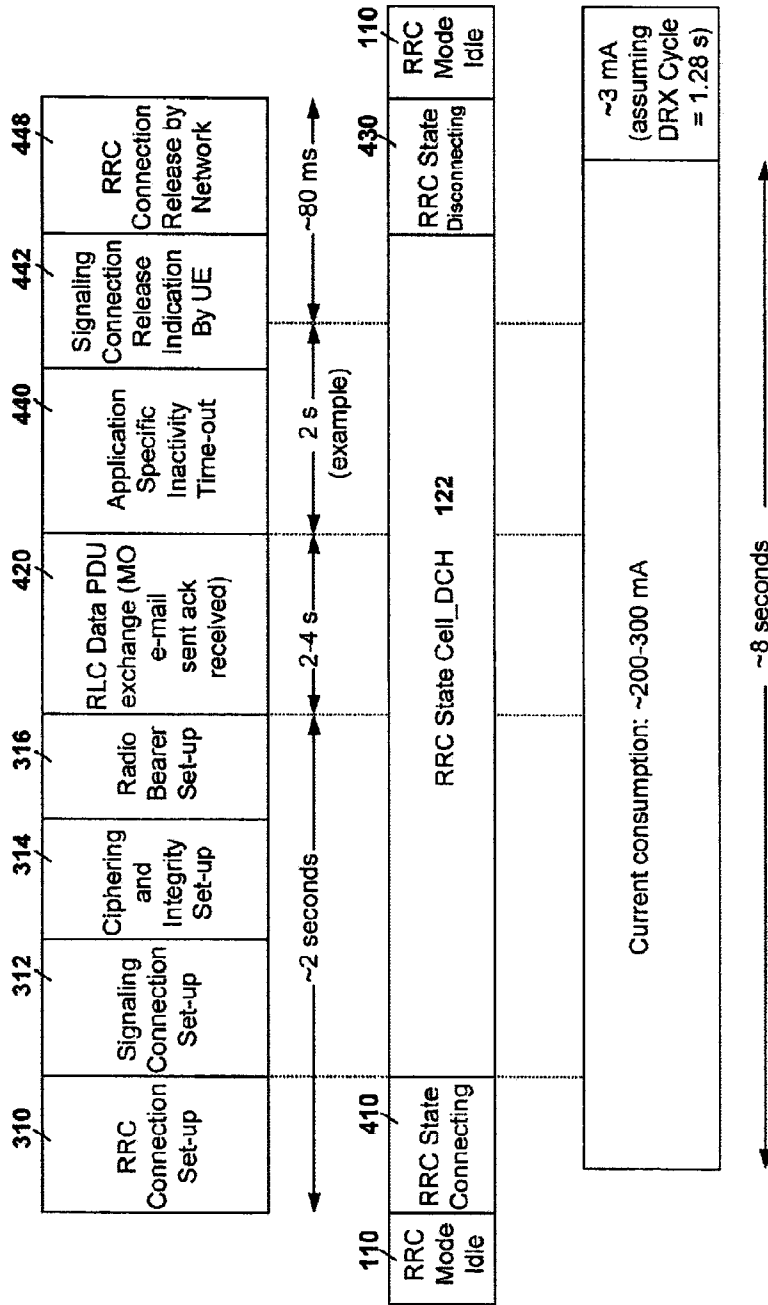 310
312
314
316
420
440
442
448
RRC
Connection
Set-up
Signaling
Connection
Set-up
Ciphering
and
Integrity
Set-up
Radio
Bearer
Set-up
RLC Data PDU
exchange (MO
e-mail
sent ack
received)
Application
Specific
Inactivity
Time-out
Signaling
Connection
Release
Indication
By UE
RRC
Connection
Release by
Network
~2 seconds
2-4 s
2 s
(example)
~80 ms
110
410
430
110
RRC
Mode
Idle
RRC State
Connecting
RRC State Cell_DCH 122
RRC State
Disconnecting
RRC
Mode
Idle
Current consumption: ~200-300 mA
~3 mA
(assuming
DRX Cycle
= 1.28 s)
~8 seconds